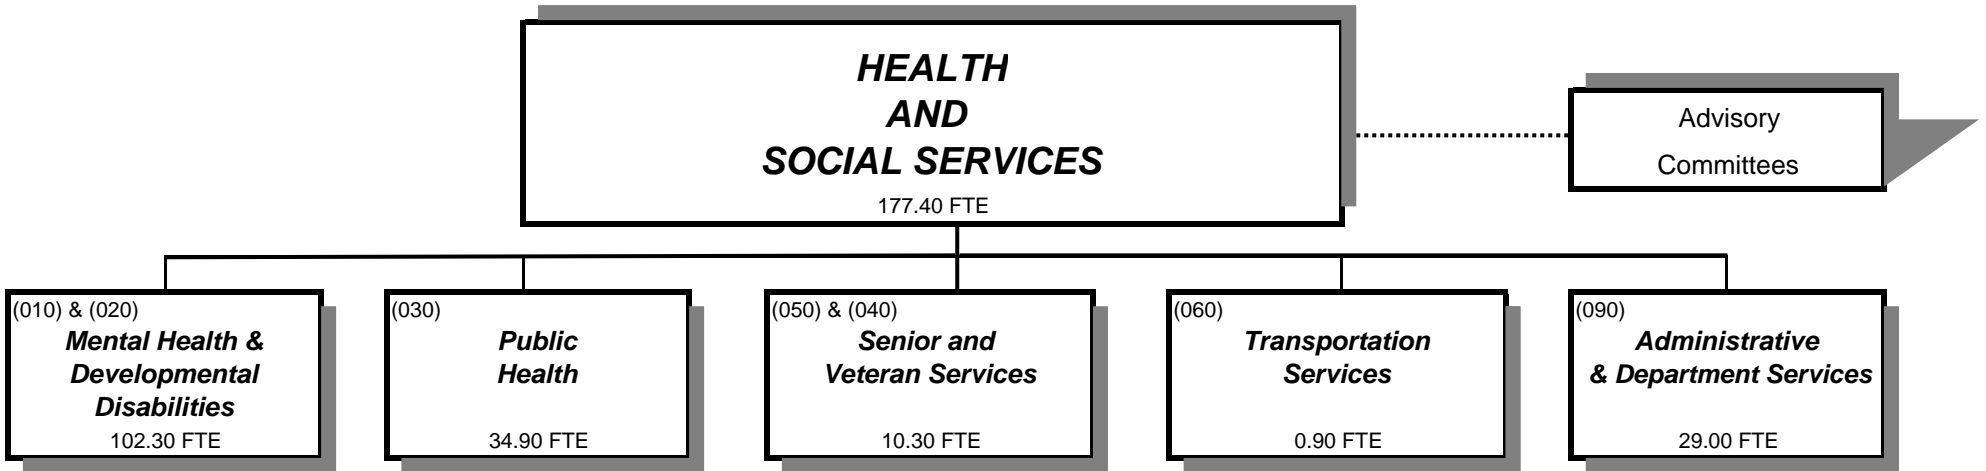 HEALTH
AND
SOCIAL SERVICES
177.40 FTE
Advisory
Committees
(010) & (020)
Mental Health &
Developmental
Disabilities
102.30 FTE
(030)
Public
Health
34.90 FTE
(050) & (040)
Senior and
Veteran Services
10.30 FTE
(060)
Transportation
Services
0.90 FTE
(090)
Administrative
& Department Services
29.00 FTE